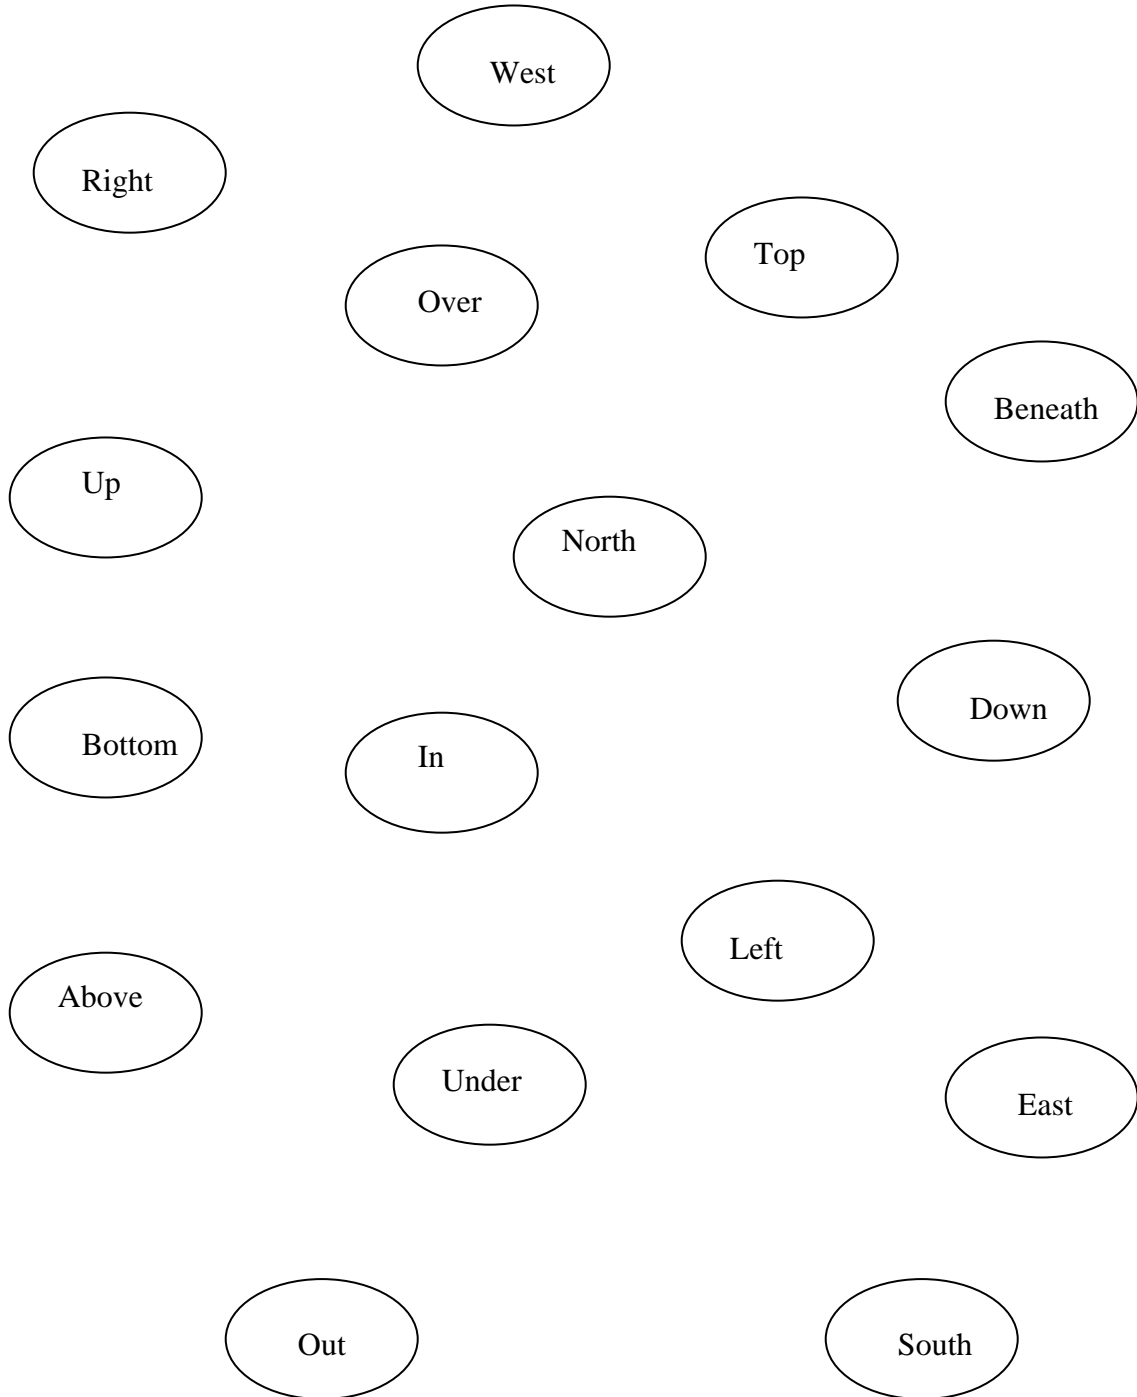 West
Right
Top
Over
Beneath
Up
North
Down
Bottom
In
Left
Above
Under
East
Out
South